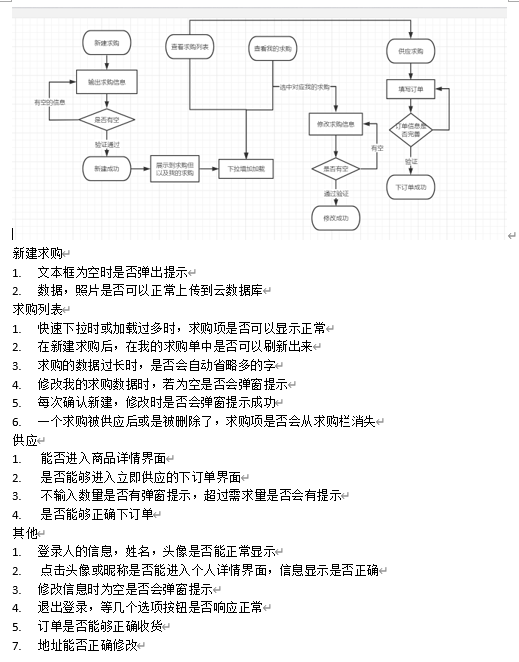 新建求购
查看求购列表
查看我的求购
供应求购
输出求购信息
选中对应我的求购
填写订单
有空的信息
是否有空
修改求购信息
订单信息是
否完善
有空
验证通过
新建成功
展示到求购但
以及我的求购
下拉增加加载
是否有空
验证
下订单成功
通过验证
修改成功
新建求购
1. 文本框为空时是否弹出提示
2. 数据，照片是否可以正常上传到云数据库
求购列表
1. 快速下拉时或加载过多时，求购项是否可以显示正常
2. 在新建求购后，在我的求购单中是否可以刷新出来
3. 求购的数据过长时，是否会自动省略多的字
4. 修改我的求购数据时，若为空是否会弹窗提示
5. 每次确认新建，修改时是否会弹窗提示成功
6. 一个求购被供应后或是被删除了，求购项是否会从求购栏消失
供应
1. 能否进入商品详情界面
2. 是否能够进入立即供应的下订单界面
3. 不输入数量是否有弹窗提示，超过需求量是否会有提示
4. 是否能够正确下订单
其他
1. 登录人的信息，姓名，头像是否能正常显示
2. 点击头像或昵称是否能进入个人详情界面，信息显示是否正确
3. 修改信息时为空是否会弹窗提示
4. 退出登录，等几个选项按钮是否响应正常
5. 订单是否能够正确收货
7. 地址能否正确修改